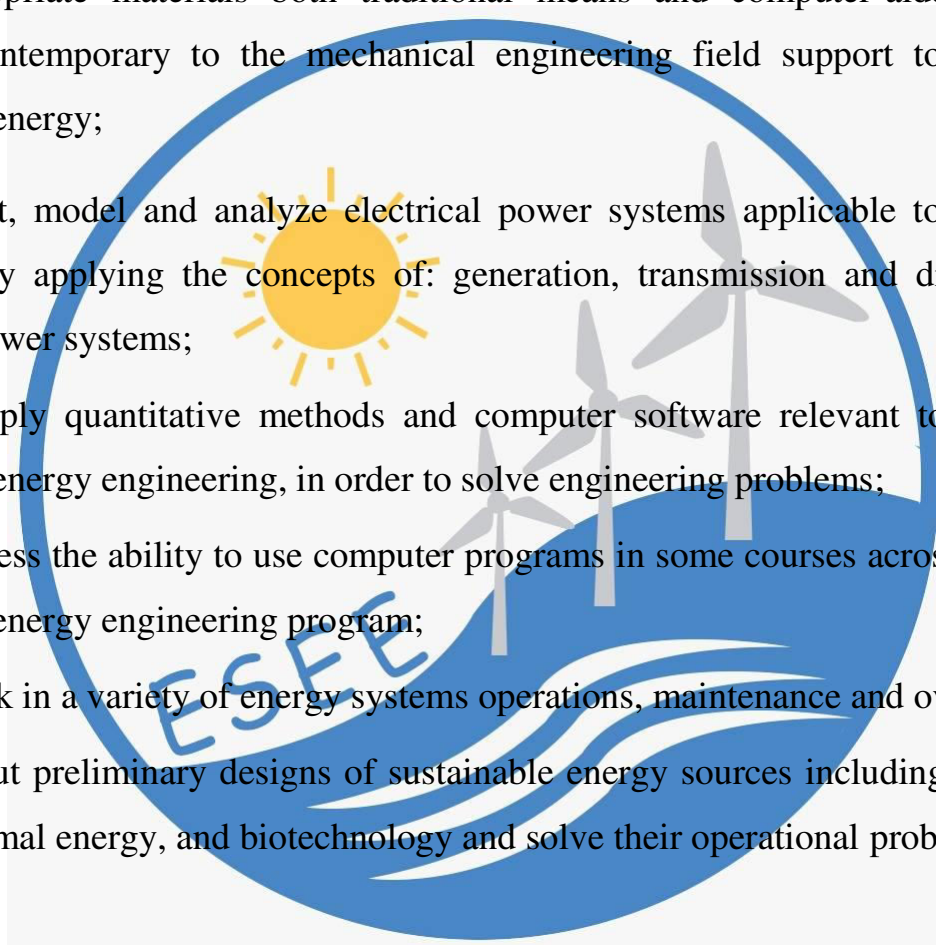 priate materials both traditional means and computer-aid
ntemporary to the mechanical engineering field support to
energy;
t, model and analyze electrical power systems applicable to
y applying the concepts of: generation, transmission and di
wer systems;
ply quantitative methods and computer software relevant to
energy engineering, in order to solve engineering problems;
ess the ability to use computer programs in some courses acros
energy engineering program;
ESEE
k in a variety of energy systems operations, maintenance and ov
ut preliminary designs of sustainable energy sources including
mal energy, and biotechnology and solve their operational prob